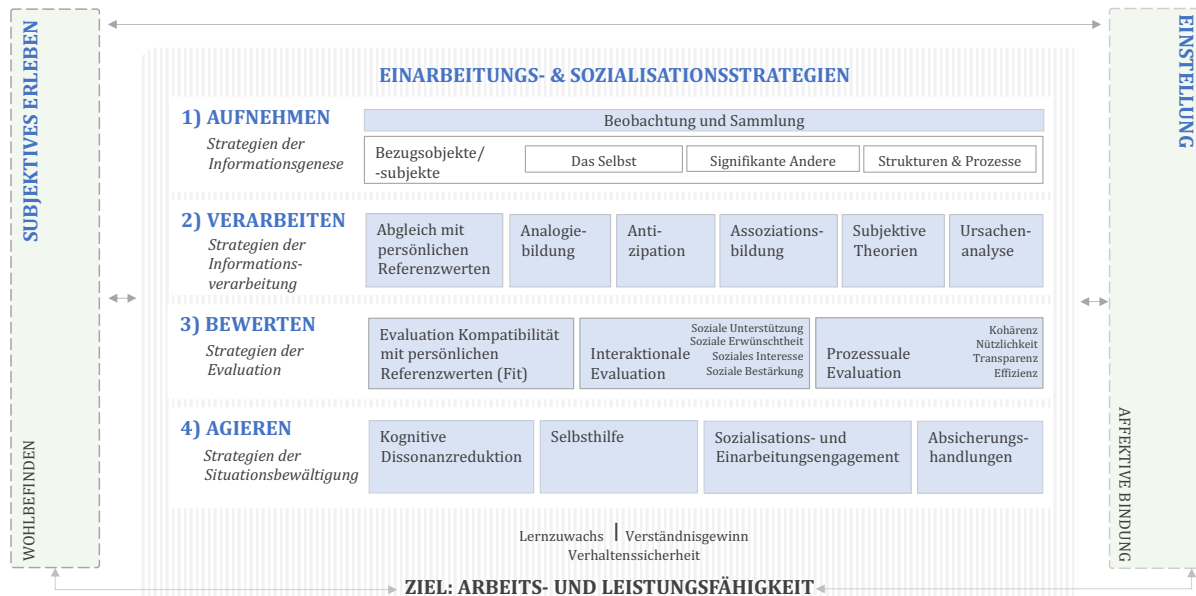 SUBJEKTIVES ERLEBEN
WOHLBEFINDEN
EINARBEITUNGS- & SOZIALISATIONSSTRATEGIEN
1) AUFNEHMEN
Strategien der
Informationsgenese
Beobachtung und Sammlung
Bezugsobjekte/
-subjekte
Das Selbst
Signifikante Andere
Strukturen & Prozesse
2) VERARBEITEN
Strategien der
Informations-
verarbeitung
Abgleich mit
persönlichen
Referenzwerten
Analogie-
bildung
Anti-
zipation
Assoziations-
bildung
Subjektive
Theorien
Ursachen-
analyse
3) BEWERTEN
Strategien der
Evaluation
Evaluation Kompatibilität
mit persönlichen
Referenzwerten (Fit)
Interaktionale
Evaluation
Soziale Unterstützung
Soziale Erwünschtheit
Soziales Interesse
Soziale Bestärkung
Prozessuale
Evaluation
Kohärenz
Nützlichkeit
Transparenz
Effizienz
4) AGIEREN
Strategien der
Situationsbewältigung
Kognitive
Dissonanzreduktion
Selbsthilfe
Sozialisations- und
Einarbeitungsengagement
Absicherungs-
handlungen
Lernzuwachs | Verständnisgewinn
Verhaltenssicherheit
ZIEL: ARBEITS- UND LEISTUNGSFÄHIGKEIT
EINSTELLUNG
AFFEKTIVE BINDUNG